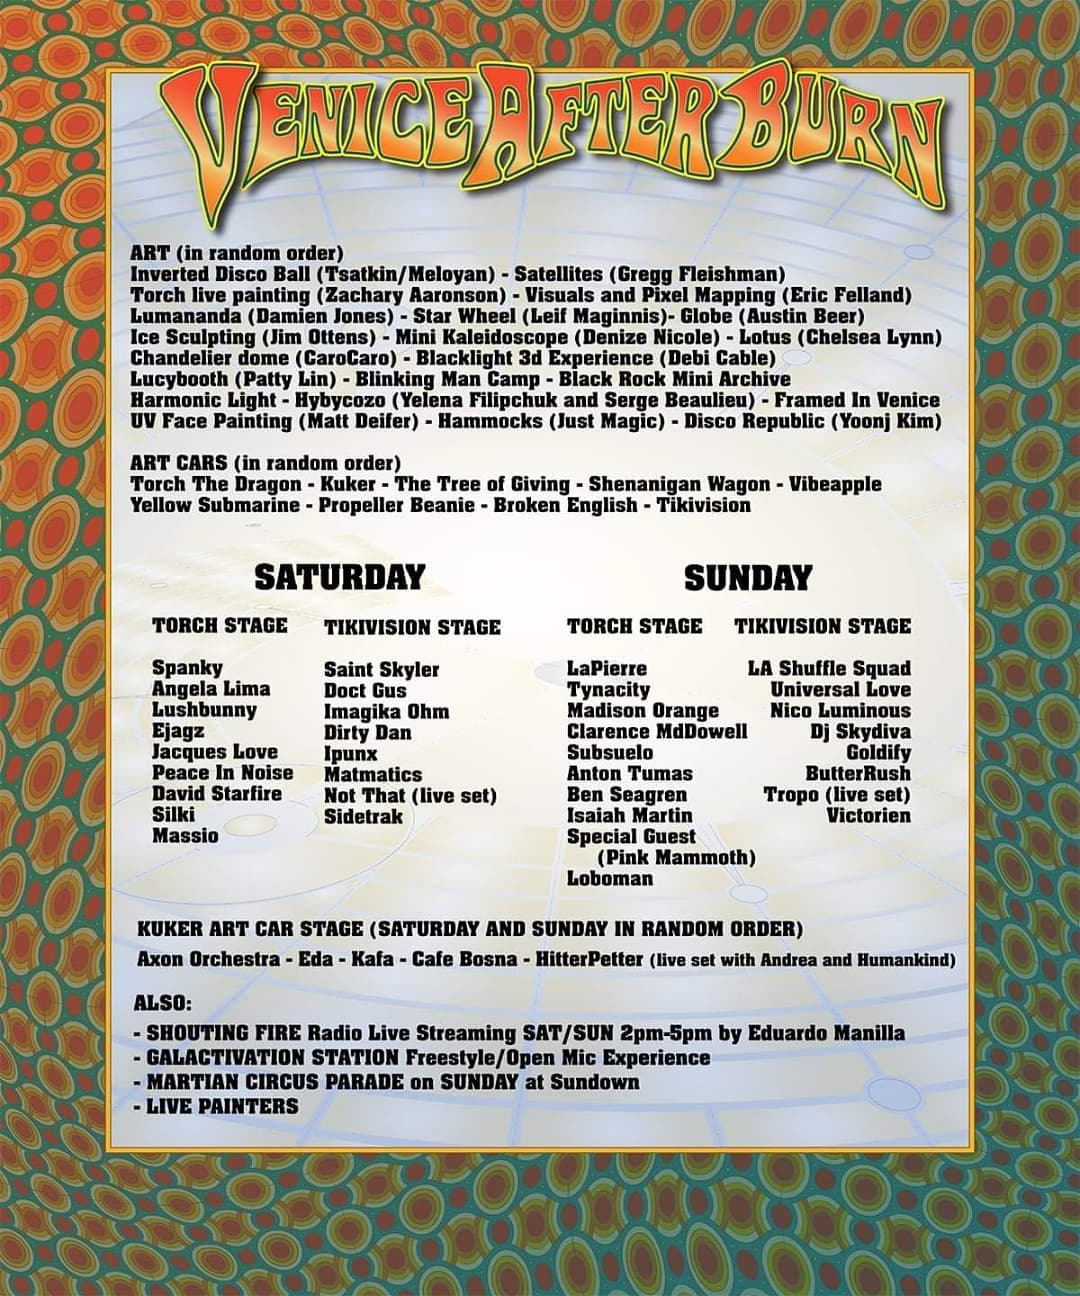 VENICE AFTER BURN
ART (in random order)
Inverted Disco Ball (Tsatkin/Meloyan) - Satellites (Gregg Fleishman)
Torch live painting (Zachary Aaronson) - Visuals and Pixel Mapping (Eric Felland)
Lumananda (Damien Jones) - Star Wheel (Leif Maginnis)- Globe (Austin Beer)
Ice Sculpting (Jim Ottens) - Mini Kaleidoscope (Denize Nicole) - Lotus (Chelsea Lynn)
Chandelier dome (CaroCaro) - Blacklight 3d Experience (Debi Cable)
Lucybooth (Patty Lin) - Blinking Man Camp - Black Rock Mini Archive
Harmonic Light - Hybycozo (Yelena Filipchuk and Serge Beaulieu) - Framed In Venice
UV Face Painting (Matt Deifer) - Hammocks (Just Magic) - Disco Republic (Yoonj Kim)
ART CARS (in random order)
Torch The Dragon - Kuker - The Tree of Giving - Shenanigan Wagon - Vibeapple
Yellow Submarine - Propeller Beanie - Broken English - Tikivision
SATURDAY
TORCH STAGE
Spanky
Angela Lima
Lushbunny
Ejagz
Jacques Love
Peace In Noise
David Starfire
Silki
Massio
TIKIVISION STAGE
Saint Skyler
Doct Gus
Imagika Ohm
Dirty Dan
Ipunx
Matmatics
Not That (live set)
Sidetrak
SUNDAY
TORCH STAGE
LaPierre
Tynacity
Madison Orange
Clarence MdDowell
Subsuelo
Anton Tumas
Ben Seagren
Isaiah Martin
Special Guest
(Pink Mammoth)
Loboman
TIKIVISION STAGE
LA Shuffle Squad
Universal Love
Nico Luminous
Dj Skydiva
Goldify
ButterRush
Tropo (live set)
Victorien
KUKER ART CAR STAGE (SATURDAY AND SUNDAY IN RANDOM ORDER)
Axon Orchestra - Eda - Kafa - Cafe Bosna - HitterPetter (live set with Andrea and Humankind)
ALSO:
- SHOUTING FIRE Radio Live Streaming SAT/SUN 2pm-5pm by Eduardo Manilla
- GALACTIVATION STATION Freestyle/Open Mic Experience
- MARTIAN CIRCUS PARADE on SUNDAY at Sundown
- LIVE PAINTERS